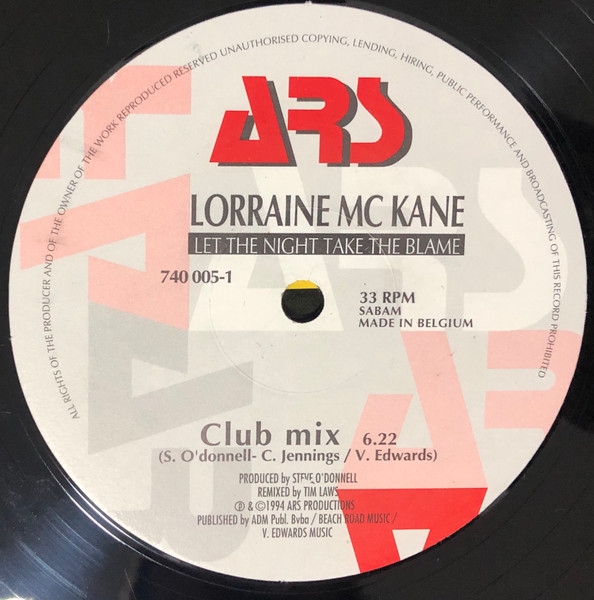 ALL RIGHTS OF THE PRODUCER AND OF THE OWNER OF THE WORK REPRODUCED RESERVED UNAUTHORISED COPYING, LENDING, HIRING, PUBLIC PERFORMANCE AND BROADCASTING OF THIS RECORD PROHIBITED
ARS
LORRAINE MC KANE
LET THE NIGHT TAKE THE BLAME
740 005-1
33 RPM
SABAM
MADE IN BELGIUM
Club mix 6.22
(S. O'donnell- C. Jennings / V. Edwards)
PRODUCED by STEVE O'DONNELL
REMIXED by TIM LAWS
℗ & ©1994 ARS PRODUCTIONS
PUBLISHED by ADM Publ. Bvba / BEACH ROAD MUSIC /
V. EDWARDS MUSIC